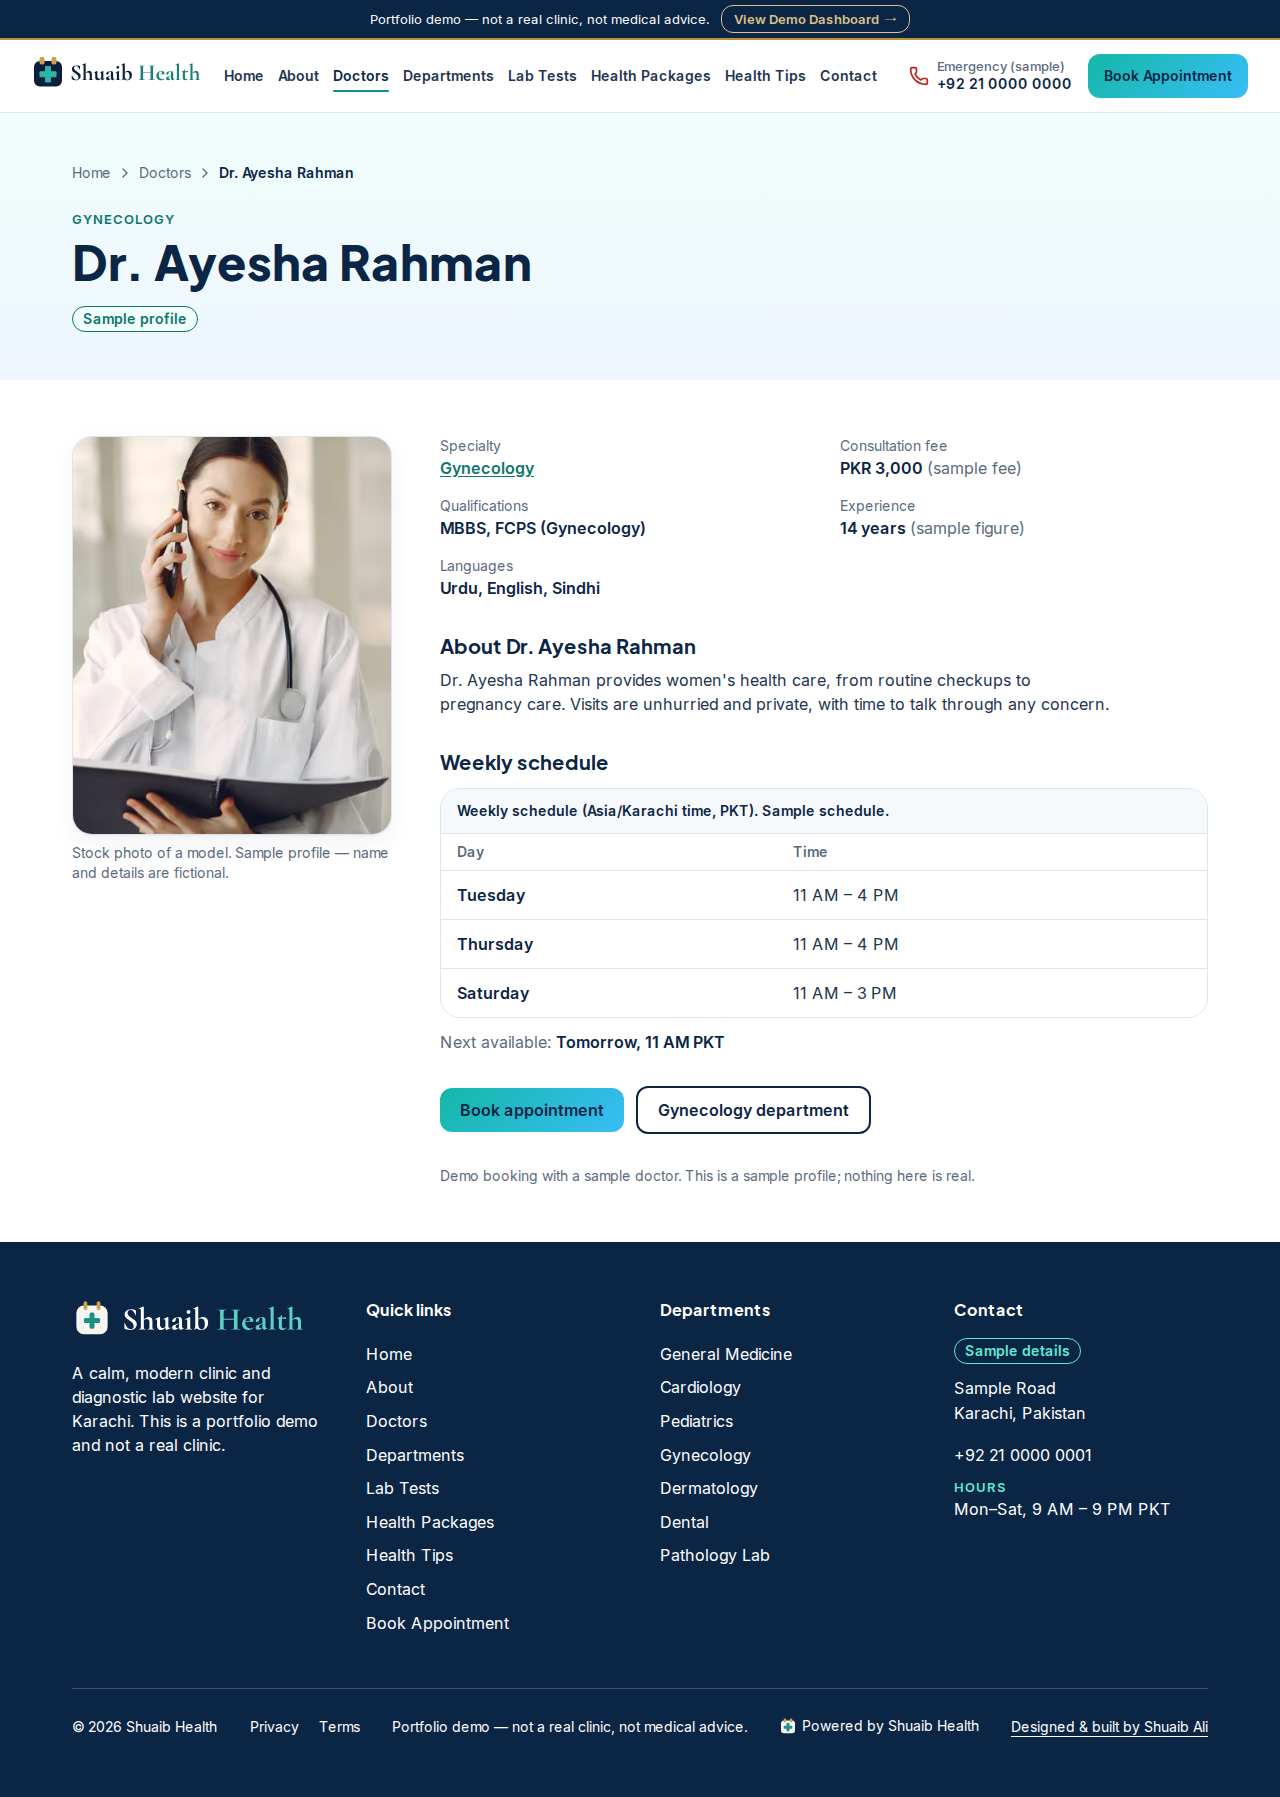 Portfolio demo — not a real clinic, not medical advice. View Demo Dashboard →
Shuaib Health Home About Doctors Departments Lab Tests Health Packages Health Tips Contact Emergency (sample) +92 21 0000 0000 Book Appointment
Home > Doctors > Dr. Ayesha Rahman
GYNECOLOGY
Dr. Ayesha Rahman
Sample profile
Stock photo of a model. Sample profile — name
and details are fictional.
Specialty
Gynecology
Consultation fee
PKR 3,000 (sample fee)
Qualifications
MBBS, FCPS (Gynecology)
Experience
14 years (sample figure)
Languages
Urdu, English, Sindhi
About Dr. Ayesha Rahman
Dr. Ayesha Rahman provides women's health care, from routine checkups to
pregnancy care. Visits are unhurried and private, with time to talk through any concern.
Weekly schedule
Weekly schedule (Asia/Karachi time, PKT). Sample schedule.
Day Time
Tuesday 11 AM – 4 PM
Thursday 11 AM – 4 PM
Saturday 11 AM – 3 PM
Next available: Tomorrow, 11 AM PKT
Book appointment Gynecology department
Demo booking with a sample doctor. This is a sample profile; nothing here is real.
Shuaib Health
A calm, modern clinic and
diagnostic lab website for
Karachi. This is a portfolio demo
and not a real clinic.
Quick links
Home
About
Doctors
Departments
Lab Tests
Health Packages
Health Tips
Contact
Book Appointment
Departments
General Medicine
Cardiology
Pediatrics
Gynecology
Dermatology
Dental
Pathology Lab
Contact
Sample details
Sample Road
Karachi, Pakistan
+92 21 0000 0001
HOURS
Mon–Sat, 9 AM – 9 PM PKT
© 2026 Shuaib Health Privacy Terms Portfolio demo — not a real clinic, not medical advice. Powered by Shuaib Health Designed & built by Shuaib Ali